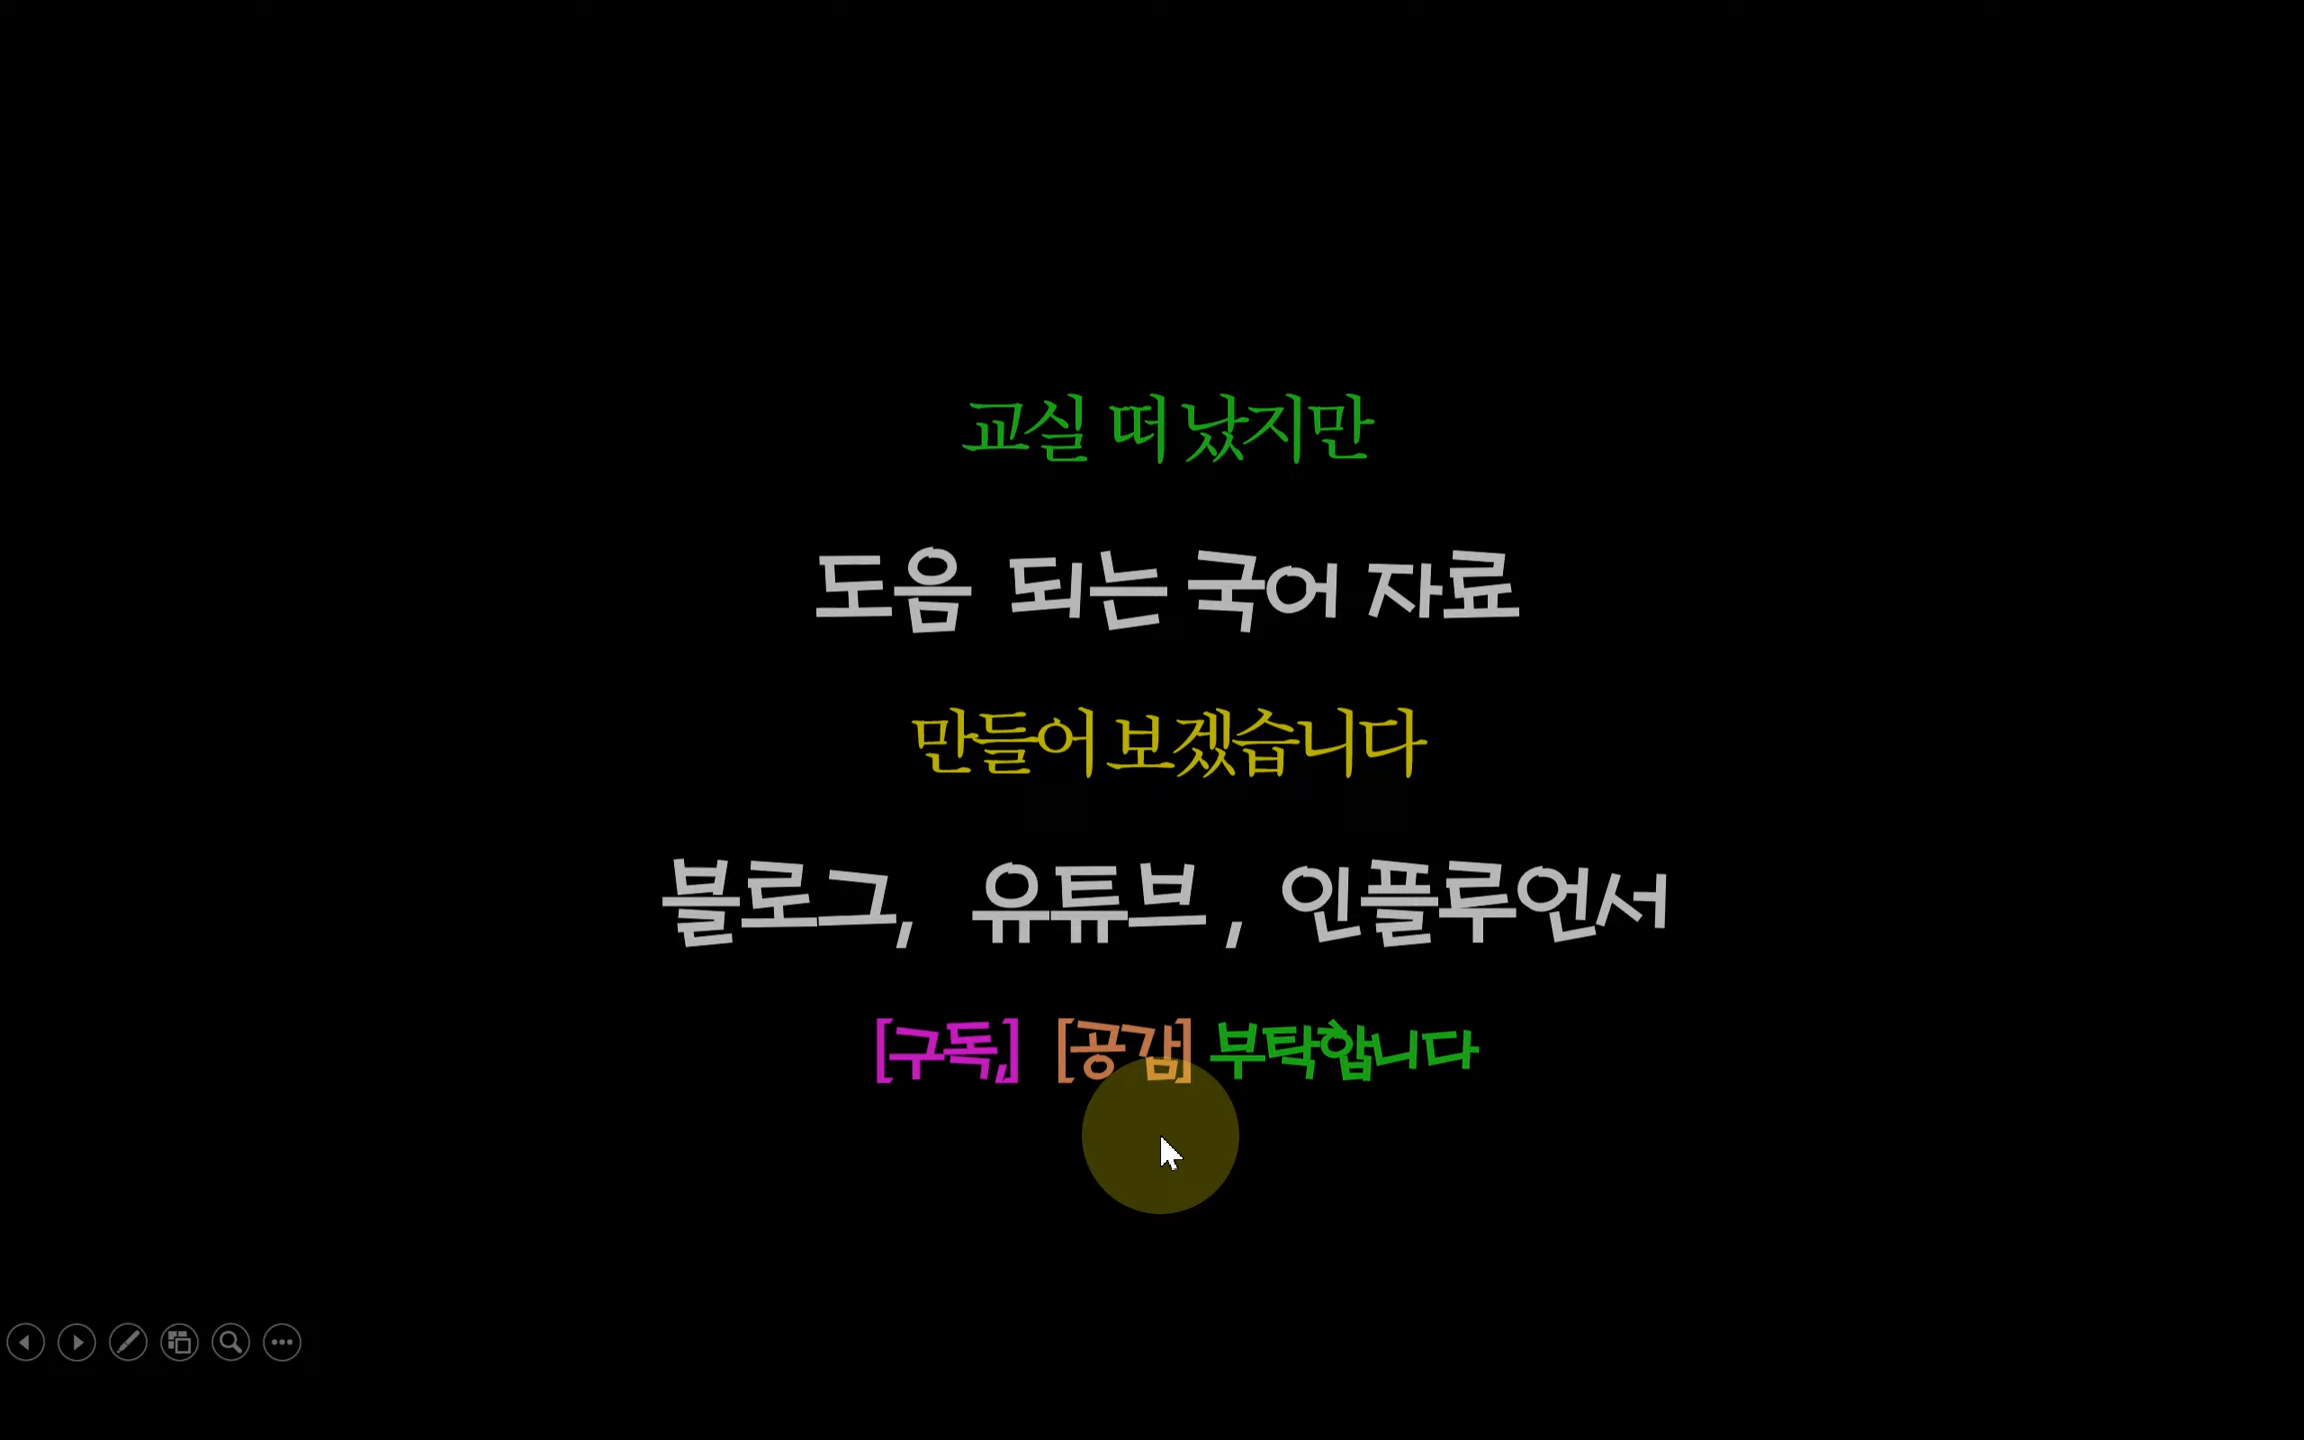 교실 떠났지만
도움 되는 국어 자료
만들어 보겠습니다
블로그, 유튜브, 인플루언서
[구독,] [공감] 부탁합니다